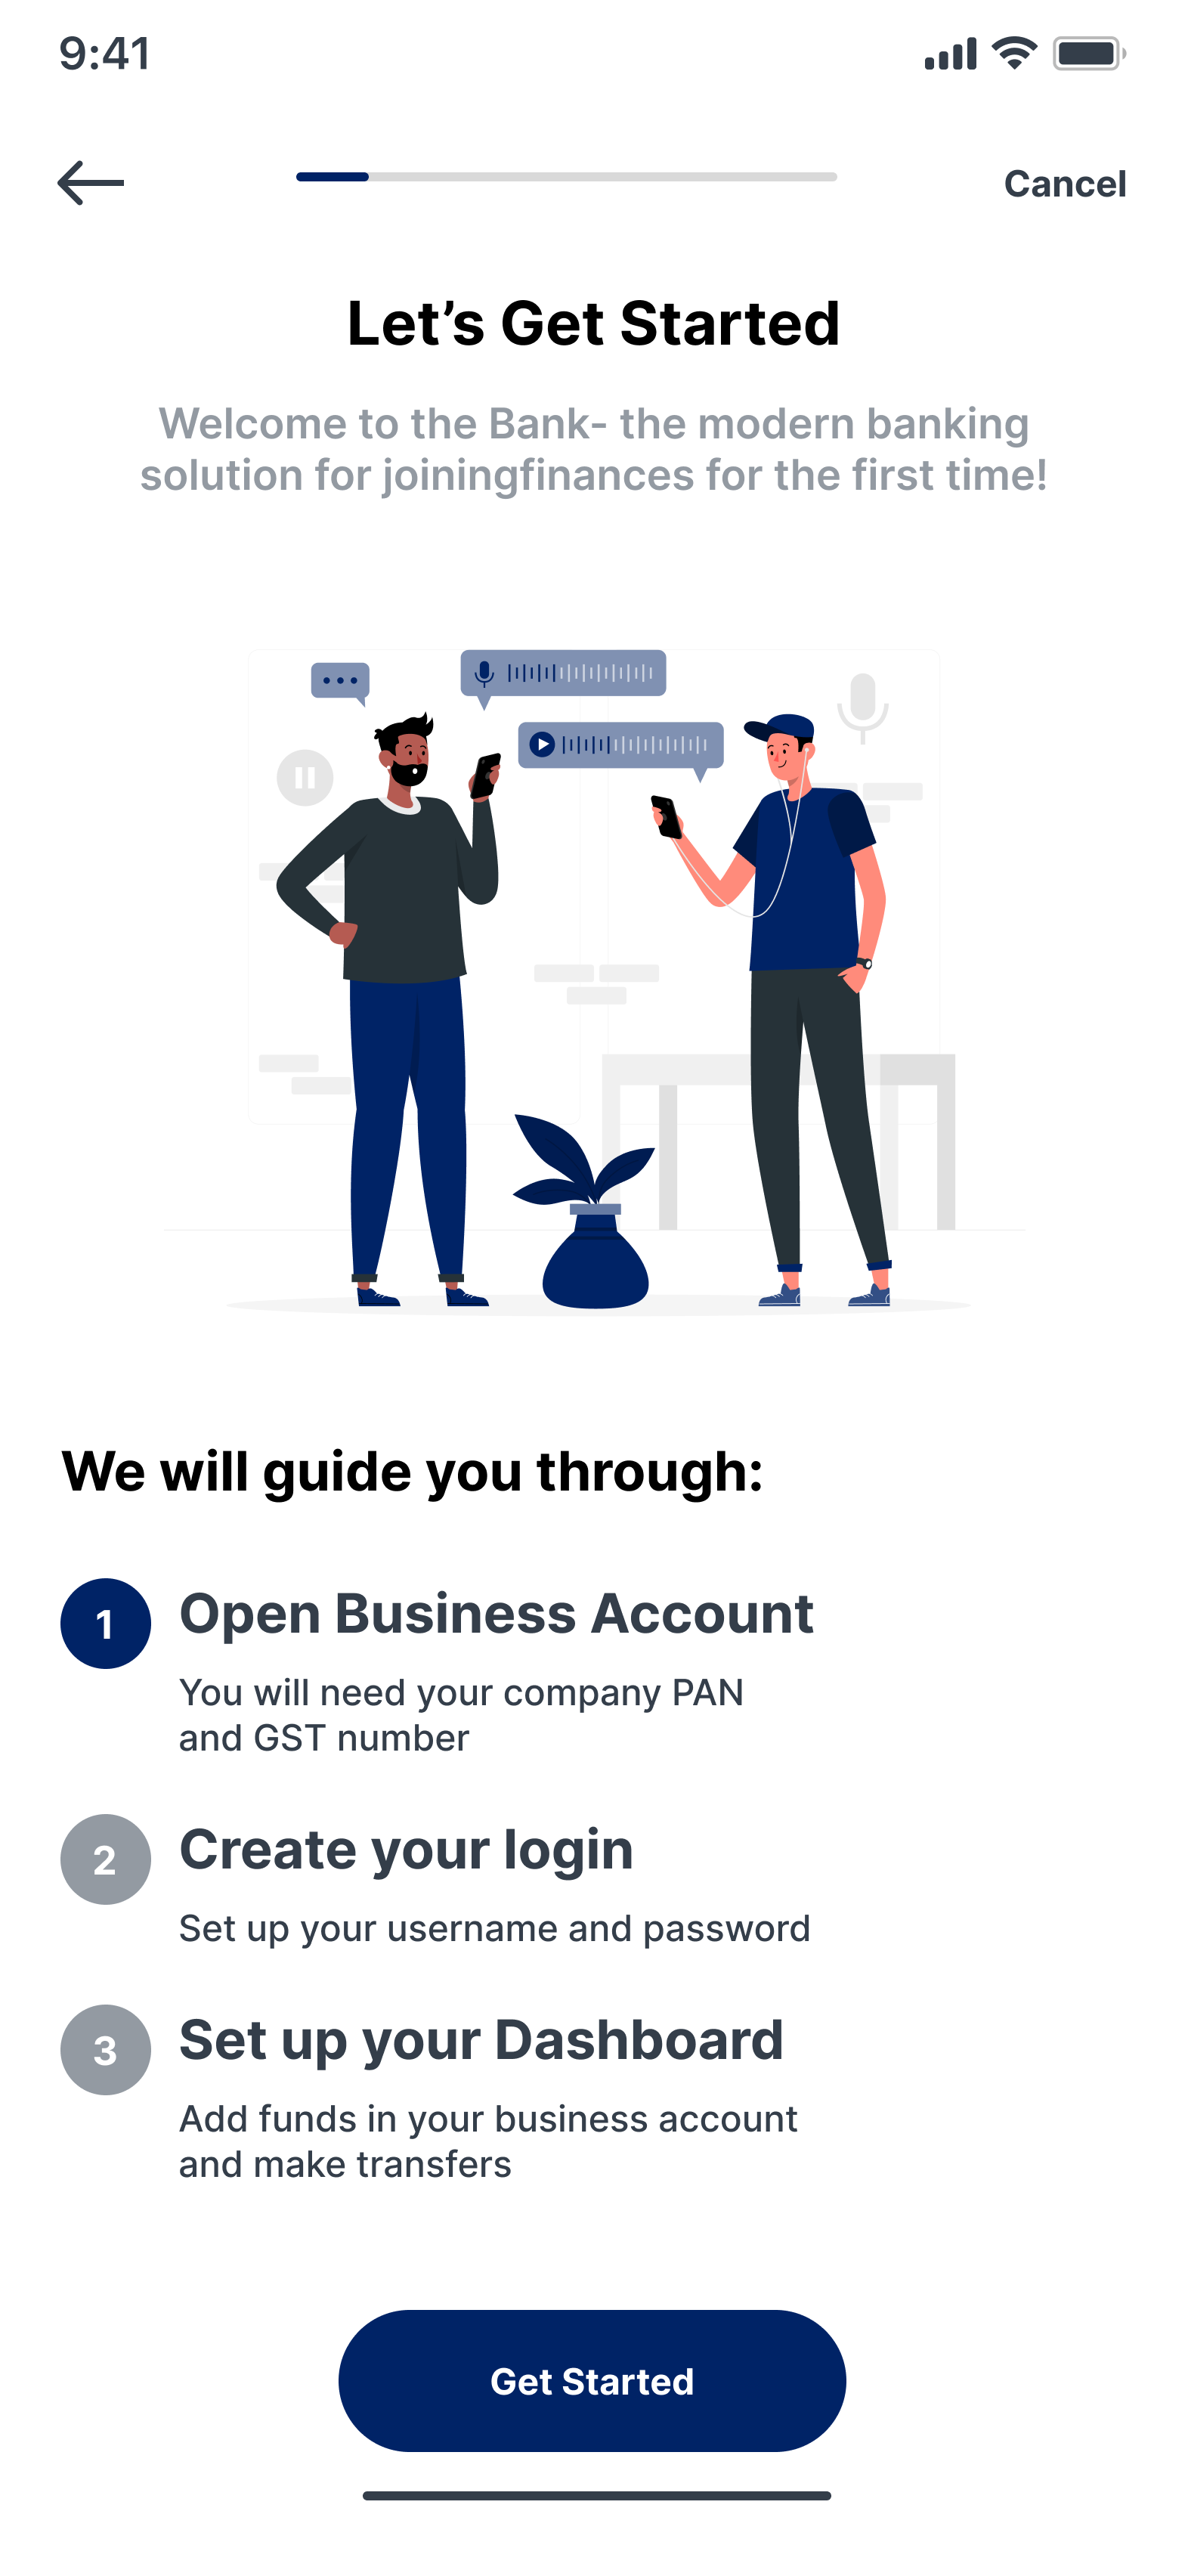 9:41
Cancel
Let’s Get Started
Welcome to the Bank- the modern banking
solution for joiningfinances for the first time!
We will guide you through:
1
Open Business Account
You will need your company PAN
and GST number
2
Create your login
Set up your username and password
3
Set up your Dashboard
Add funds in your business account
and make transfers
Get Started